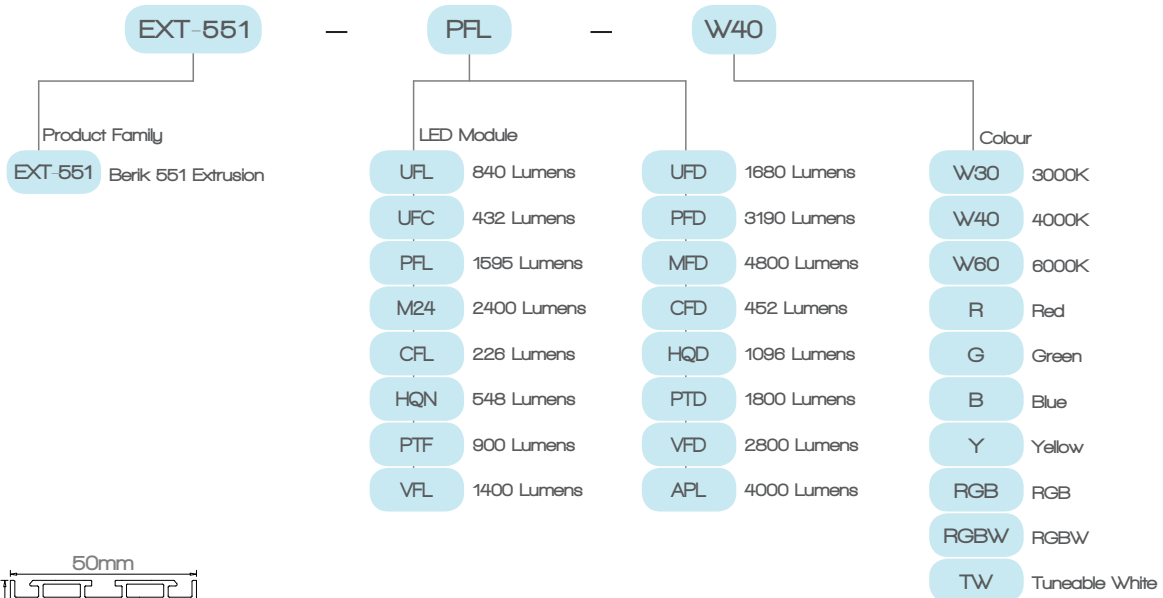 EXT-551 — PFL — W40
Product Family
EXT-551 Berik 551 Extrusion
LED Module
UFL 840 Lumens
UFC 432 Lumens
PFL 1595 Lumens
M24 2400 Lumens
CFL 226 Lumens
HQN 548 Lumens
PTF 900 Lumens
VFL 1400 Lumens
UFD 1680 Lumens
PFD 3190 Lumens
MFD 4800 Lumens
CFD 452 Lumens
HQD 1096 Lumens
PTD 1800 Lumens
VFD 2800 Lumens
APL 4000 Lumens
Colour
W30 3000K
W40 4000K
W60 6000K
R Red
G Green
B Blue
Y Yellow
RGB RGB
RGBW RGBW
TW Tuneable White
50mm